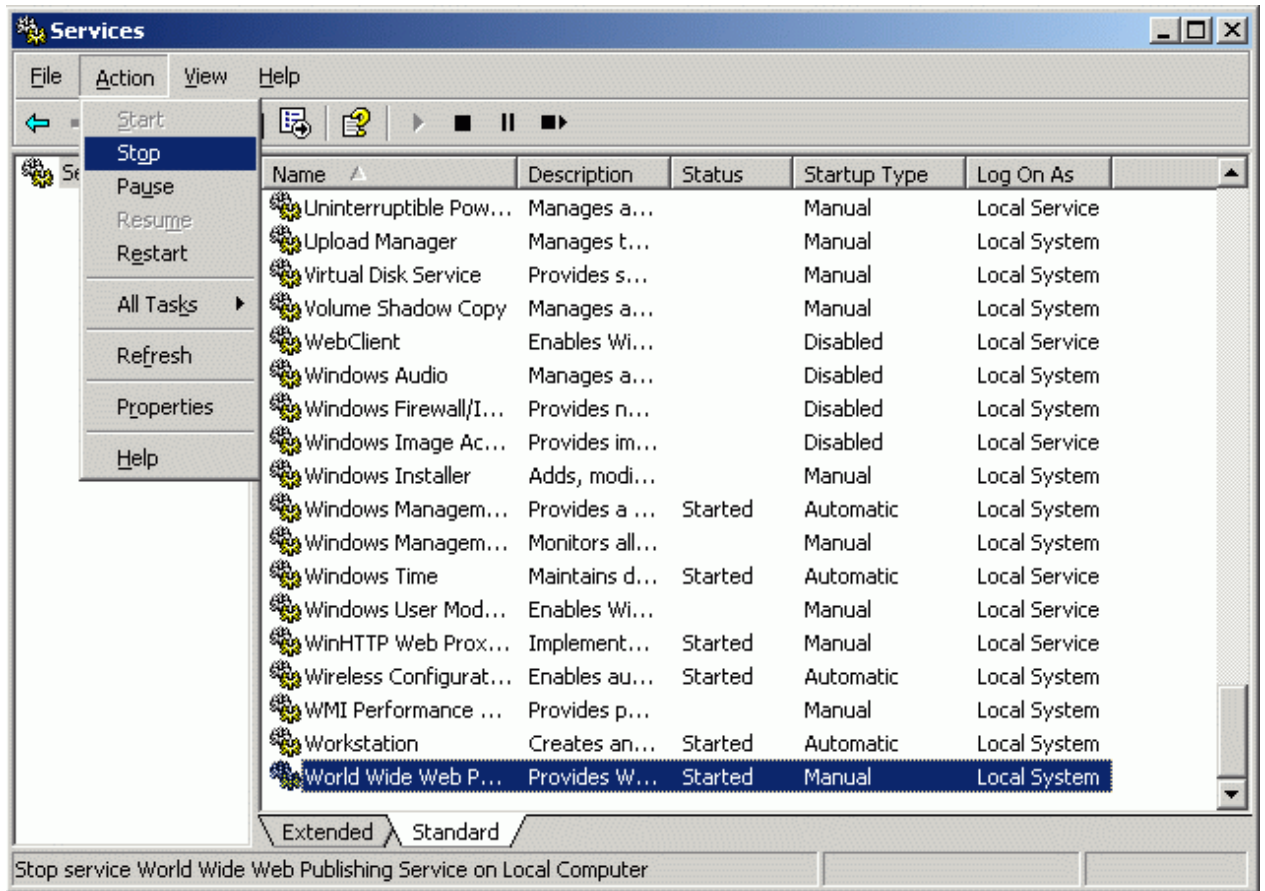 Services
File Action View Help
Start
Stop
Pause
Resume
Restart
All Tasks
Refresh
Properties
Help
Se
Name Description Status Startup Type Log On As
Uninterruptible Pow... Manages a... Manual Local Service
Upload Manager Manages t... Manual Local System
Virtual Disk Service Provides s... Manual Local System
Volume Shadow Copy Manages a... Manual Local System
WebClient Enables Wi... Disabled Local Service
Windows Audio Manages a... Disabled Local System
Windows Firewall/I... Provides n... Disabled Local System
Windows Image Ac... Provides im... Disabled Local Service
Windows Installer Adds, modi... Manual Local System
Windows Managem... Provides a ... Started Automatic Local System
Windows Managem... Monitors all... Manual Local System
Windows Time Maintains d... Started Automatic Local Service
Windows User Mod... Enables Wi... Manual Local Service
WinHTTP Web Prox... Implement... Started Manual Local Service
Wireless Configurat... Enables au... Started Automatic Local System
WMI Performance ... Provides p... Manual Local System
Workstation Creates an... Started Automatic Local System
World Wide Web P... Provides W... Started Manual Local System
Extended Standard
Stop service World Wide Web Publishing Service on Local Computer